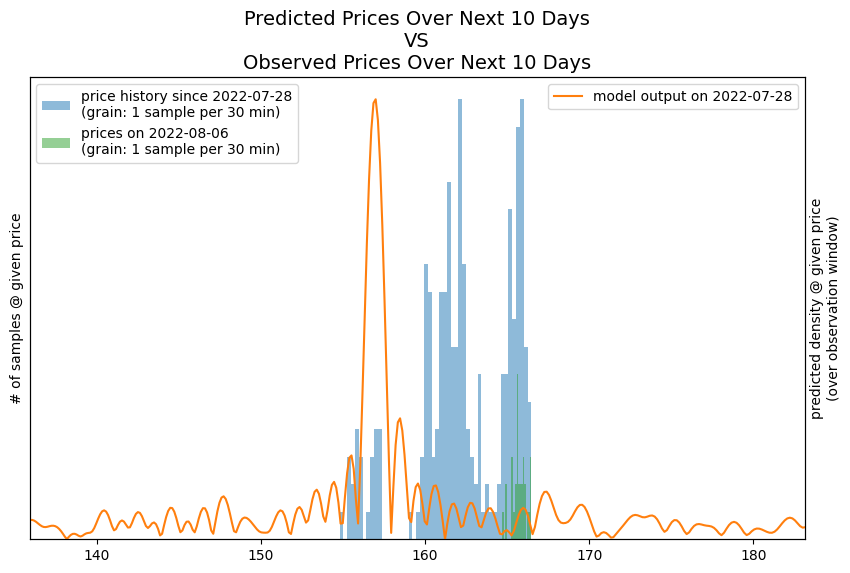 Predicted Prices Over Next 10 Days
VS
Observed Prices Over Next 10 Days
price history since 2022-07-28
(grain: 1 sample per 30 min)
prices on 2022-08-06
(grain: 1 sample per 30 min)
model output on 2022-07-28
# of samples @ given price
predicted density @ given price
(over observation window)
140
150
160
170
180